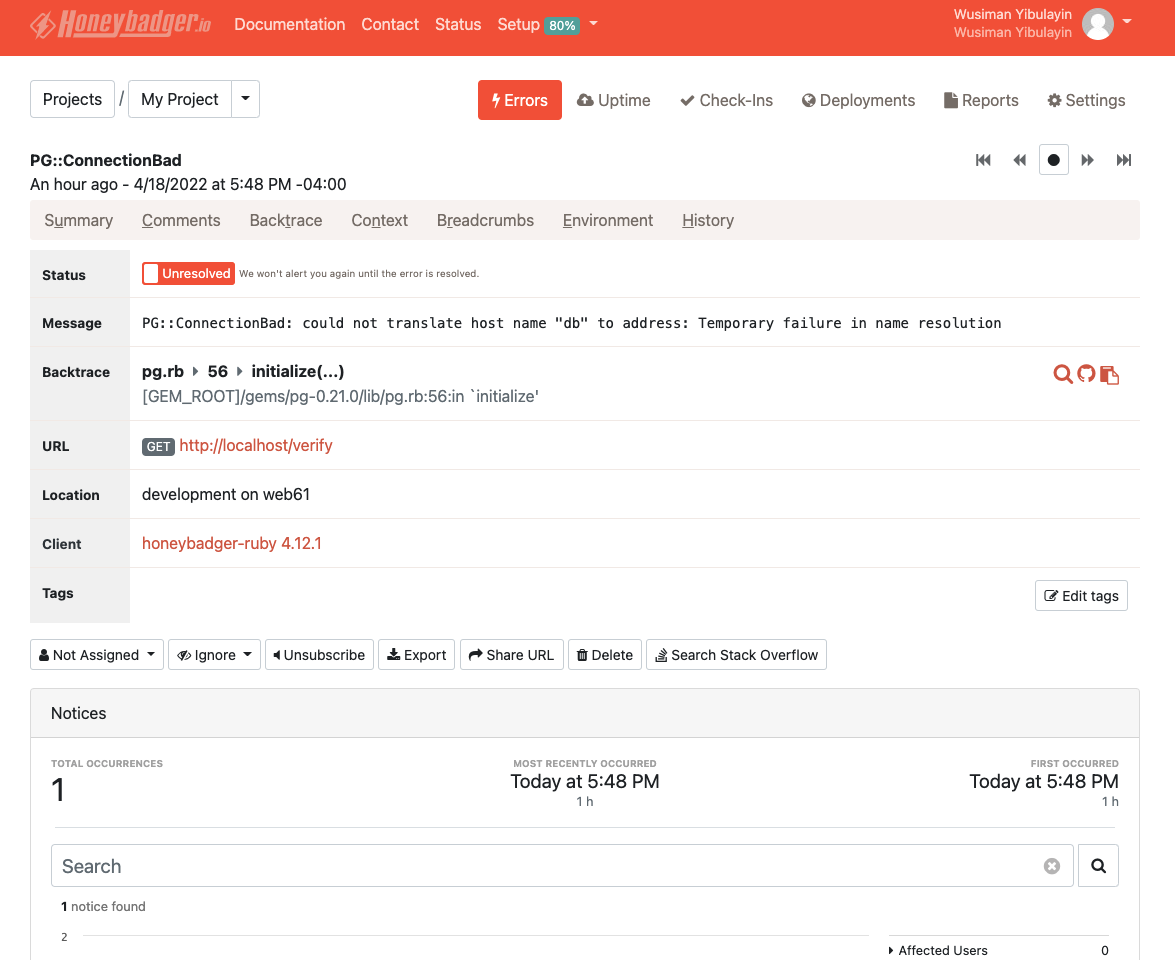 Honeybadger.io Documentation Contact Status Setup 80% Wusiman Yibulayin
Wusiman Yibulayin
Projects / My Project Errors Uptime Check-Ins Deployments Reports Settings
PG::ConnectionBad
An hour ago - 4/18/2022 at 5:48 PM -04:00
Summary Comments Backtrace Context Breadcrumbs Environment History
Status Unresolved We won't alert you again until the error is resolved.
Message PG::ConnectionBad: could not translate host name "db" to address: Temporary failure in name resolution
Backtrace pg.rb 56 initialize(...)
[GEM_ROOT]/gems/pg-0.21.0/lib/pg.rb:56:in `initialize'
URL GET http://localhost/verify
Location development on web61
Client honeybadger-ruby 4.12.1
Tags Edit tags
Not Assigned Ignore Unsubscribe Export Share URL Delete Search Stack Overflow
Notices
TOTAL OCCURRENCES MOST RECENTLY OCCURRED FIRST OCCURRED
1 Today at 5:48 PM Today at 5:48 PM
1 h 1 h
Search
1 notice found
2
Affected Users 0